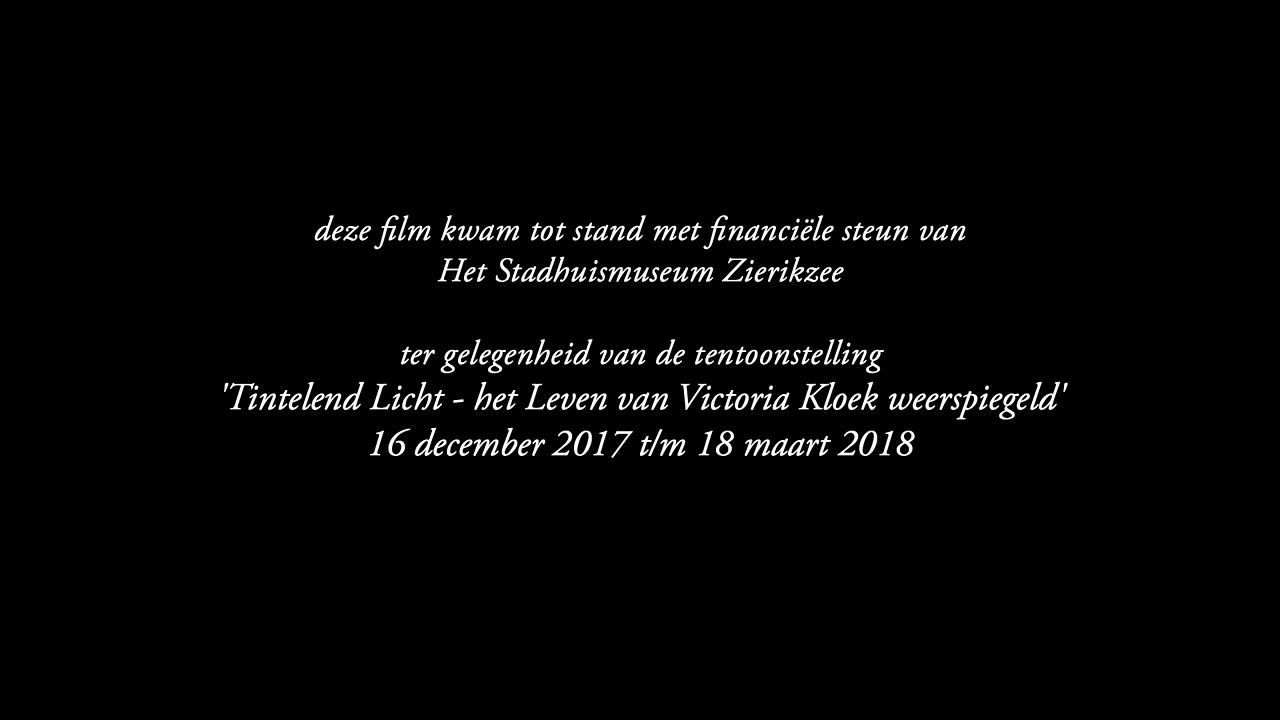 deze film kwam tot stand met financiële steun van
Het Stadhuismuseum Zierikzee
ter gelegenheid van de tentoonstelling
'Tintelend Licht - het Leven van Victoria Kloek weerspiegeld'
16 december 2017 t/m 18 maart 2018